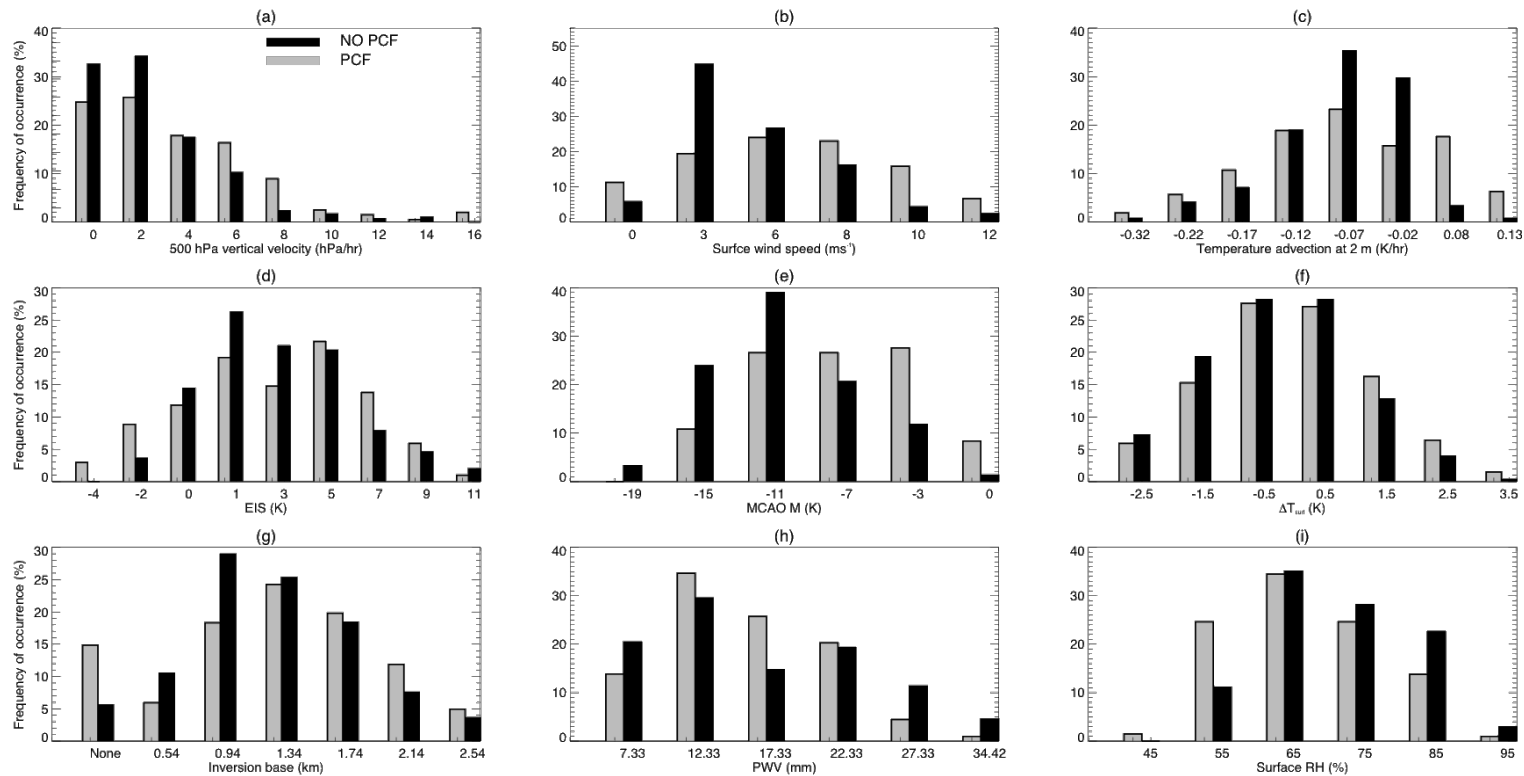 (a)
(b)
(c)
Frequency of occurrence (%)
40
30
20
10
0
NO PCF
PCF
0 2 4 6 8 10 12 14 16
500 hPa vertical velocity (hPa/hr)
50
40
30
20
10
0
0 3 6 8 10 12
Surfce wind speed (ms⁻¹)
40
30
20
10
0
-0.32 -0.22 -0.17 -0.12 -0.07 -0.02 0.08 0.13
Temperature advection at 2 m (K/hr)
(d)
(e)
(f)
Frequency of occurrence (%)
30
25
20
15
10
5
0
-4 -2 0 1 3 5 7 9 11
EIS (K)
40
30
20
10
0
-19 -15 -11 -7 -3 0
MCAO M (K)
30
25
20
15
10
5
0
-2.5 -1.5 -0.5 0.5 1.5 2.5 3.5
ΔTsurf (K)
(g)
(h)
(i)
Frequency of occurrence (%)
30
25
20
15
10
5
0
None 0.54 0.94 1.34 1.74 2.14 2.54
Inversion base (km)
40
30
20
10
0
7.33 12.33 17.33 22.33 27.33 34.42
PWV (mm)
40
30
20
10
0
45 55 65 75 85 95
Surface RH (%)